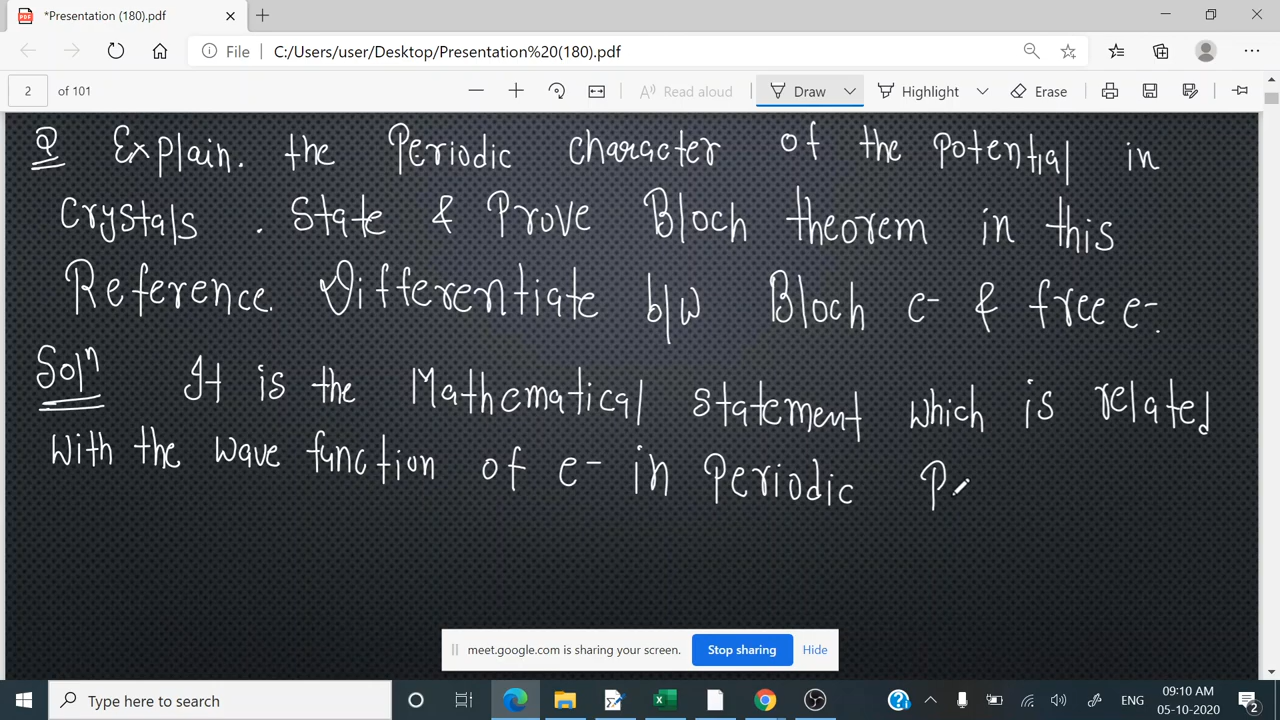 *Presentation (180).pdf
File
C:/Users/user/Desktop/Presentation%20(180).pdf
2 of 101
Read aloud
Draw
Highlight
Erase
Q Explain. the Periodic character of the Potential in
Crystals. State & Prove Bloch theorem in this
Reference. Differentiate b/w Bloch e- & free e-.
Solⁿ It is the Mathematical statement which is related
With the wave function of e- in Periodic P
meet.google.com is sharing your screen.
Stop sharing
Hide
Type here to search
ENG
09:10 AM
05-10-2020
2